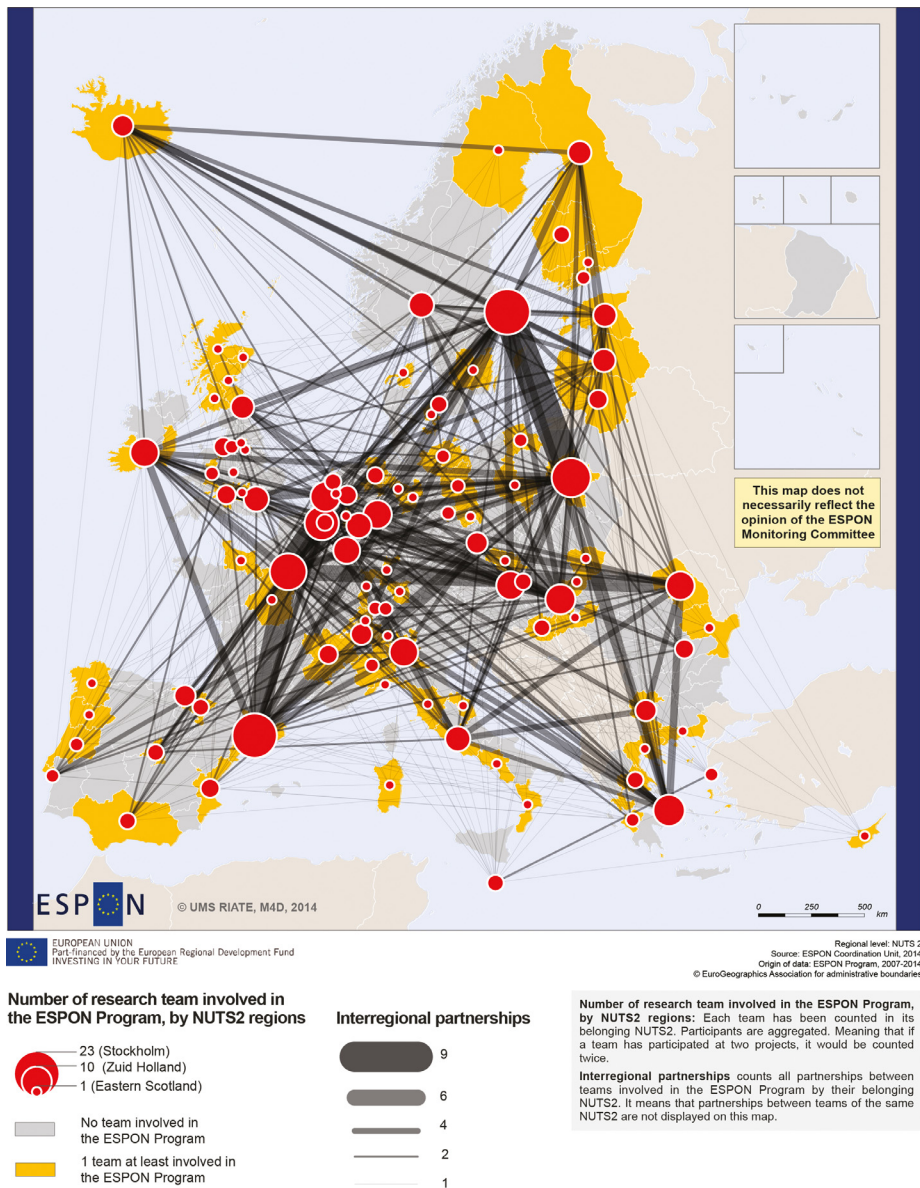 This map does not
necessarily reflect the
opinion of the ESPON
Monitoring Committee
ESPON
© UMS RIATE, M4D, 2014
0 250 500
km
EUROPEAN UNION
Part-financed by the European Regional Development Fund
INVESTING IN YOUR FUTURE
Regional level: NUTS 2
Source: ESPON Coordination Unit, 2014
Origin of data: ESPON Program, 2007-2014
© EuroGeographics Association for administrative boundaries
Number of research team involved in
the ESPON Program, by NUTS2 regions
23 (Stockholm)
10 (Zuid Holland)
1 (Eastern Scotland)
No team involved in
the ESPON Program
1 team at least involved in
the ESPON Program
Interregional partnerships
9
6
4
2
1
Number of research team involved in the ESPON Program,
by NUTS2 regions: Each team has been counted in its
belonging NUTS2. Participants are aggregated. Meaning that if
a team has participated at two projects, it would be counted
twice.
Interregional partnerships counts all partnerships between
teams involved in the ESPON Program by their belonging
NUTS2. It means that partnerships between teams of the same
NUTS2 are not displayed on this map.